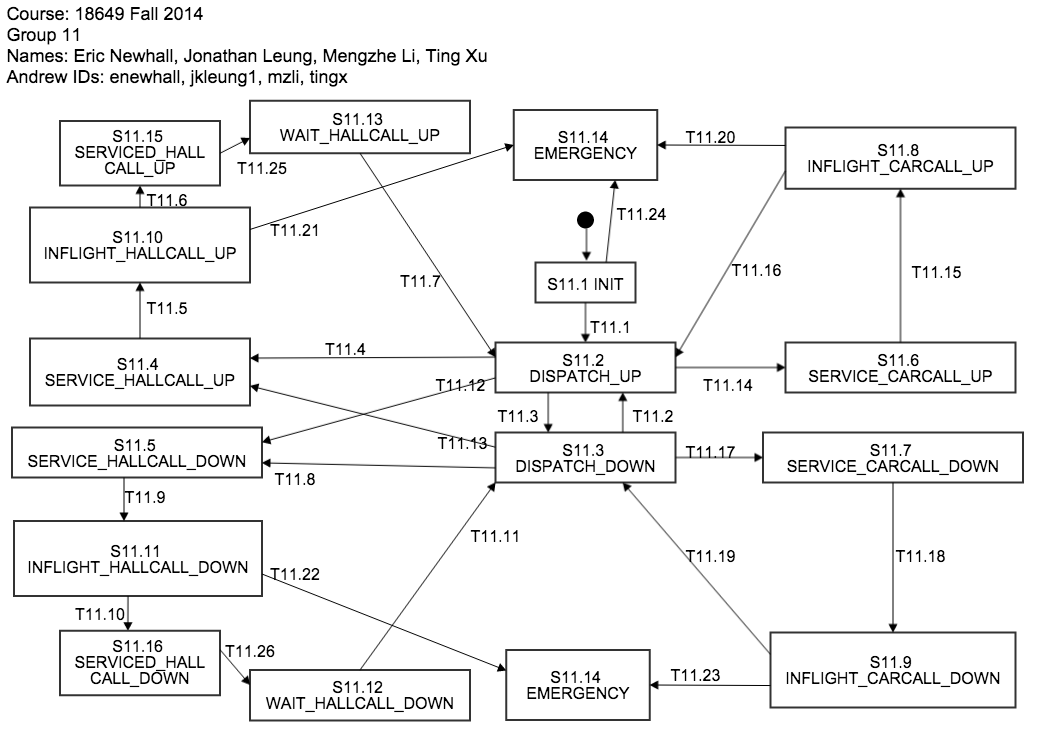 Course: 18649 Fall 2014
Group 11
Names: Eric Newhall, Jonathan Leung, Mengzhe Li, Ting Xu
Andrew IDs: enewhall, jkleung1, mzli, tingx
S11.15
SERVICED_HALL
CALL_UP
T11.25
S11.13
WAIT_HALLCALL_UP
S11.14
EMERGENCY
T11.20
S11.8
INFLIGHT_CARCALL_UP
T11.6
T11.21
T11.24
S11.10
INFLIGHT_HALLCALL_UP
T11.7
S11.1 INIT
T11.16
T11.15
T11.5
T11.1
S11.4
SERVICE_HALLCALL_UP
T11.4
T11.12
S11.2
DISPATCH_UP
T11.14
S11.6
SERVICE_CARCALL_UP
T11.3
T11.2
S11.5
SERVICE_HALLCALL_DOWN
T11.13
T11.8
S11.3
DISPATCH_DOWN
T11.17
S11.7
SERVICE_CARCALL_DOWN
T11.9
T11.11
T11.19
T11.18
S11.11
INFLIGHT_HALLCALL_DOWN
T11.22
T11.10
S11.16
SERVICED_HALL
CALL_DOWN
T11.26
S11.12
WAIT_HALLCALL_DOWN
S11.14
EMERGENCY
T11.23
S11.9
INFLIGHT_CARCALL_DOWN